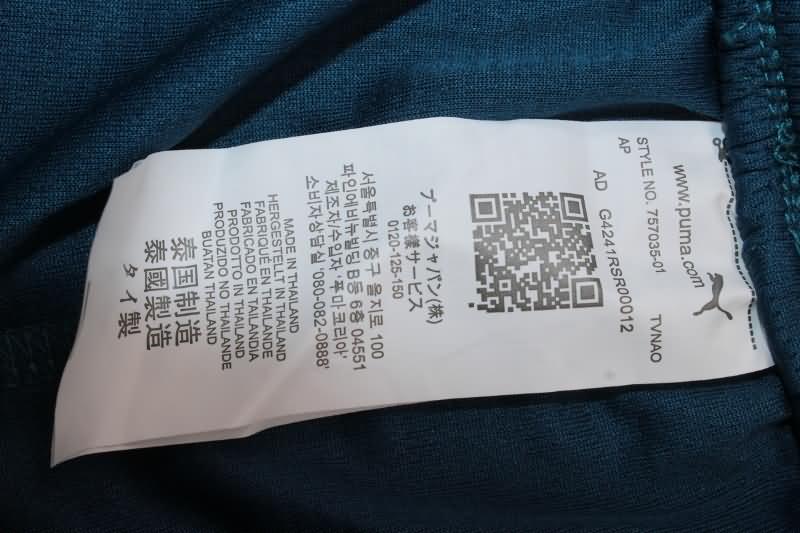 www.puma.com
STYLE NO. 757035-01 TVNAO
AP
AD G4241RSR00012
プーマジャパン(株)
お客様サービス
0120-125-150
서울특별시 중구 을지로 100
파인에비뉴빌딩 B동 6층 04551
제조자/수입자' 푸마코리아'
소비자상담실 '080-082-0888'
MADE IN THAILAND
HERGESTELLT IN THAILAND
FABRIQUE EN THAILANDE
FABRICADO EN TAILANDIA
PRODOTTO IN THAILANDIA
PRODUZIDO NO THAILANDE
BUATAN THAILAND
泰国制造
泰國製造
タイ製